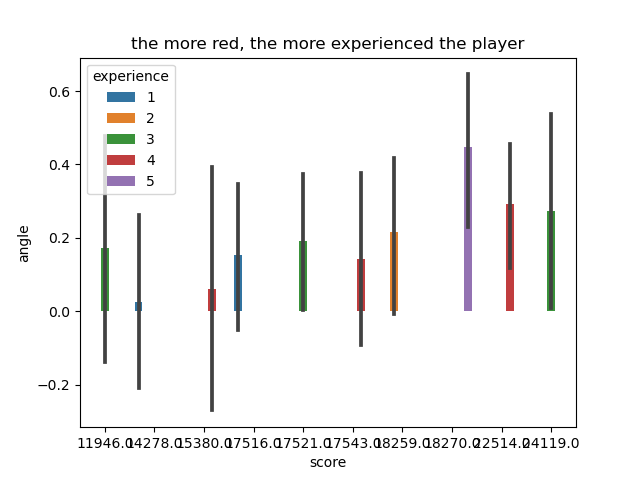 the more red, the more experienced the player
experience
1
2
3
4
5
0.6
0.4
0.2
0.0
−0.2
angle
11946.0 14278.0 15380.0 17516.0 17521.0 17543.0 18259.0 18270.0 22514.0 24119.0
score